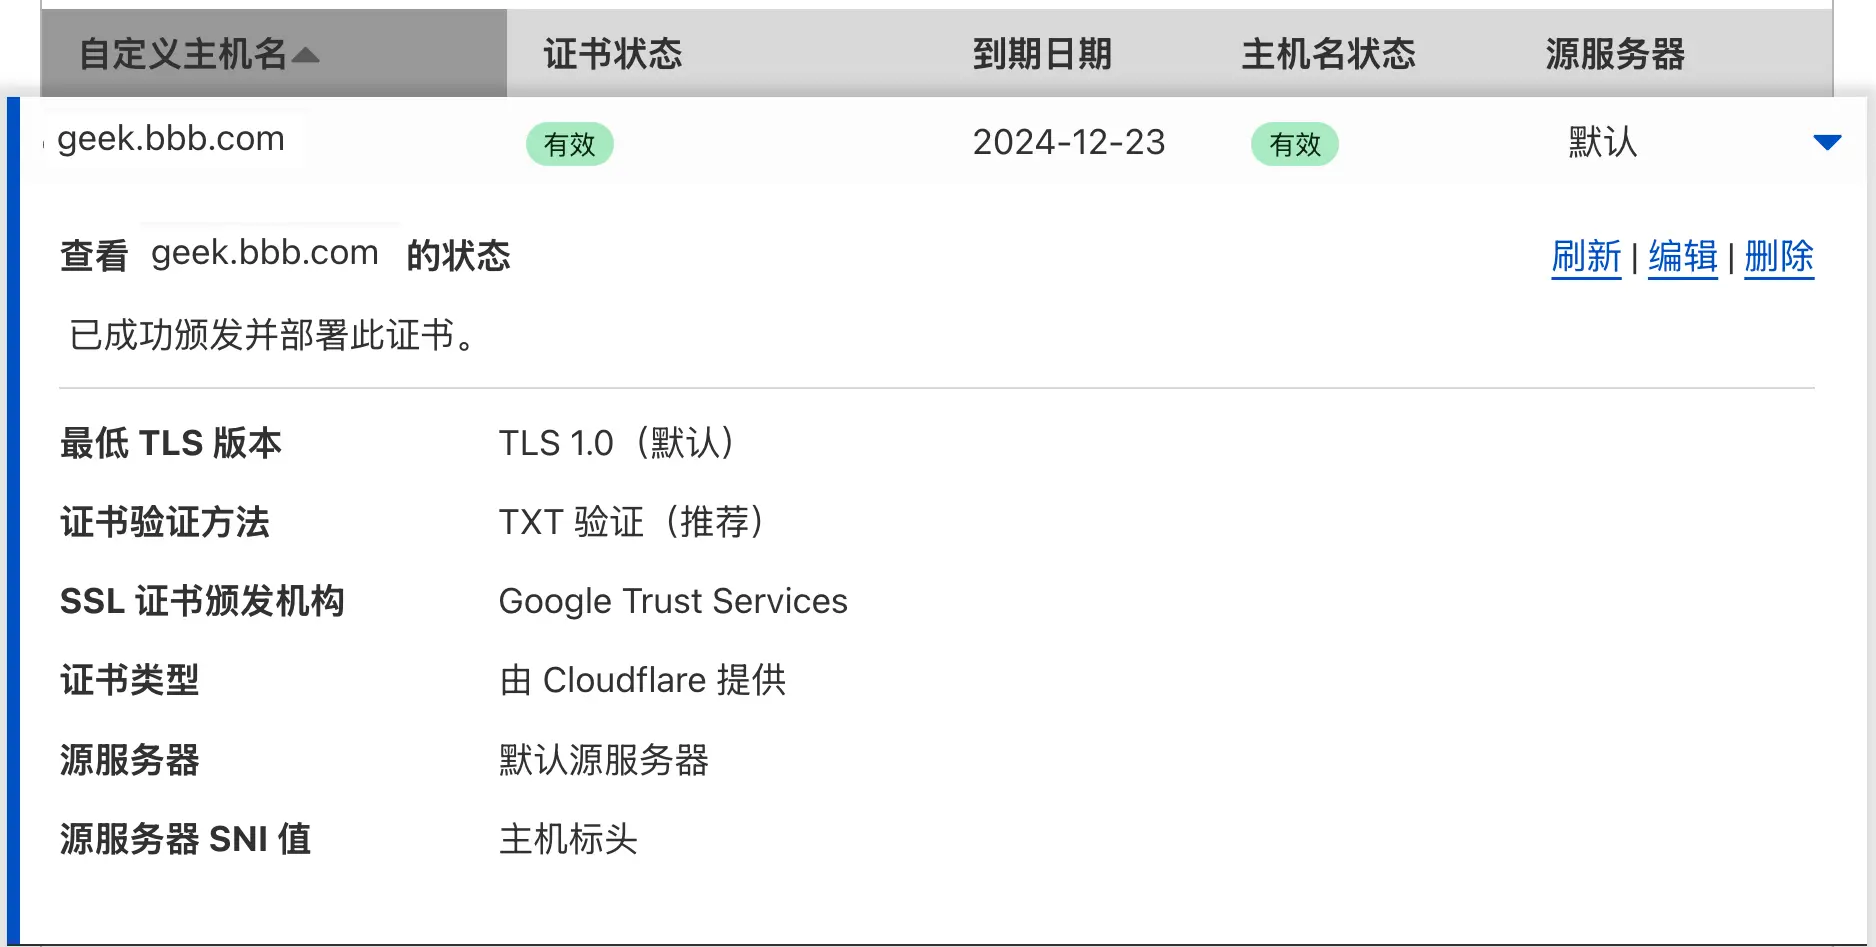 自定义主机名 证书状态 到期日期 主机名状态 源服务器
geek.bbb.com 有效 2024-12-23 有效 默认
查看 geek.bbb.com 的状态 刷新 | 编辑 | 删除
已成功颁发并部署此证书。
最低 TLS 版本 TLS 1.0（默认）
证书验证方法 TXT 验证（推荐）
SSL 证书颁发机构 Google Trust Services
证书类型 由 Cloudflare 提供
源服务器 默认源服务器
源服务器 SNI 值 主机标头